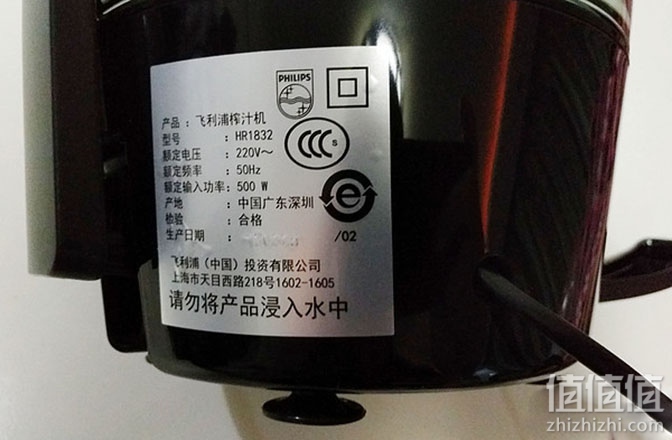 PHILIPS
产品: 飞利浦榨汁机
型号: HR1832
额定电压: 220V~
额定频率: 50Hz
额定输入功率: 500 W
产地: 中国广东深圳
检验: 合格
生产日期: /02
CCC S
e
飞利浦（中国）投资有限公司
上海市天目西路218号1602-1605
请勿将产品浸入水中
值值值
zhizhizhi.com